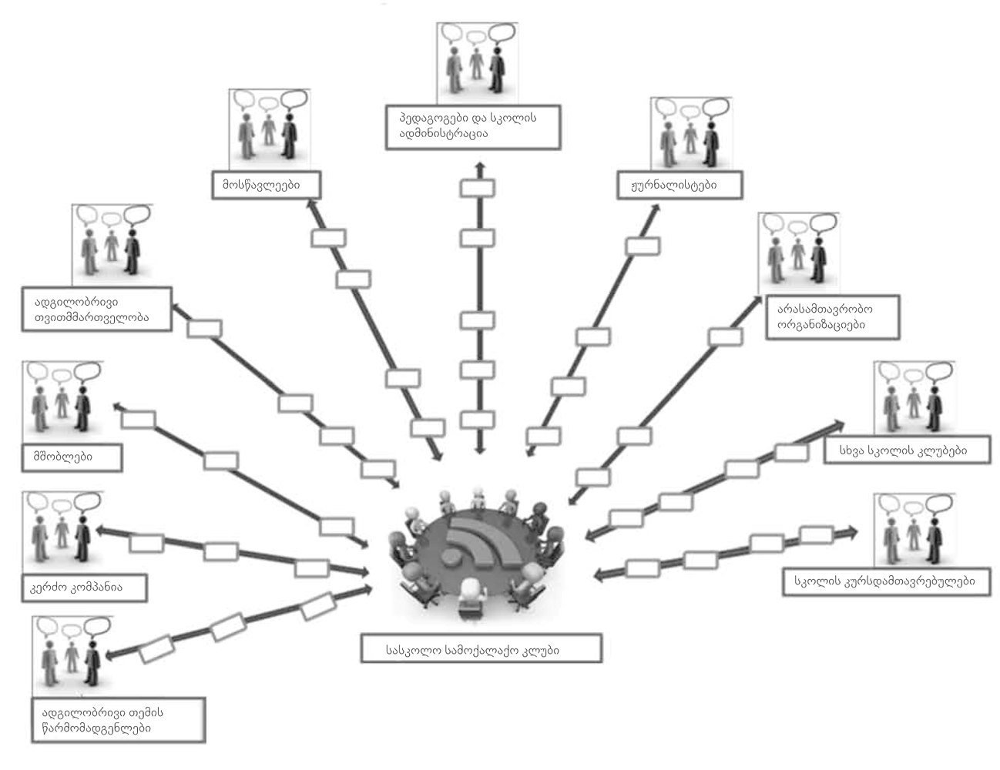 პედაგოგები და სკოლის
ადმინისტრაცია
მოსწავლეები
ჟურნალისტები
ადგილობრივი
თვითმმართველობა
არასამთავრობო
ორგანიზაციები
მშობლები
სხვა სკოლის კლუბები
კერძო კომპანია
სკოლის კურსდამთავრებულები
სასკოლო სამოქალაქო კლუბი
ადგილობრივი თემის
წარმომადგენლები